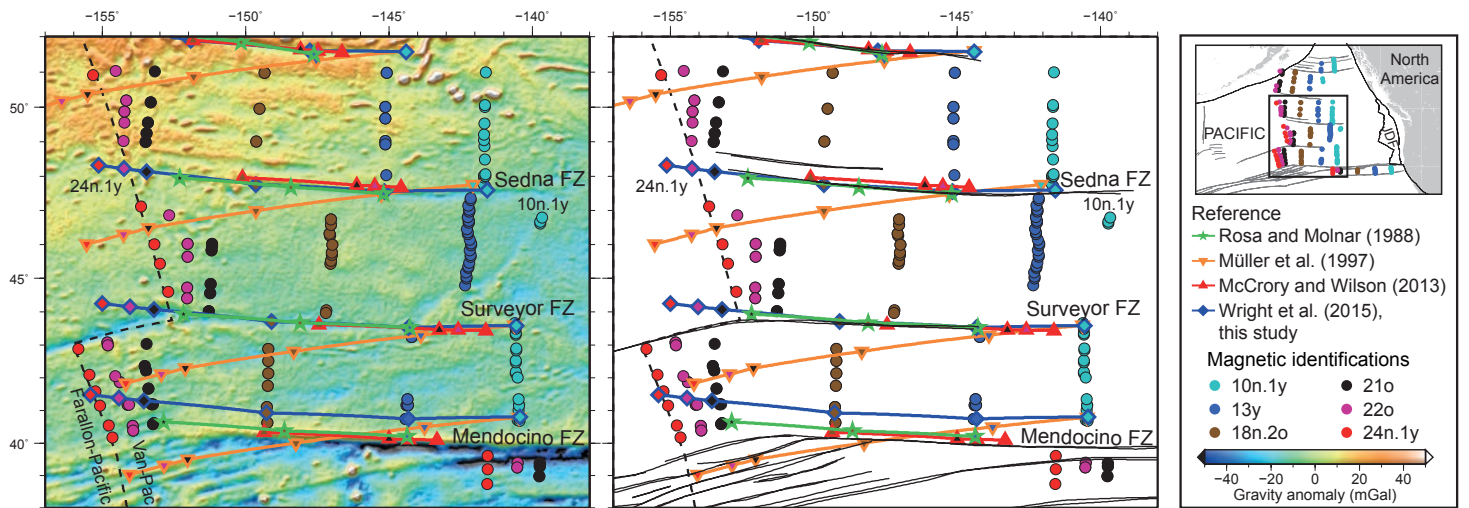 −155° −150° −145° −140°
−155° −150° −145° −140°
50°
45°
40°
24n.1y
Sedna FZ
10n.1y
Surveyor FZ
Mendocino FZ
Farallon-Pacific
Van-Pac
24n.1y
Sedna FZ
10n.1y
Surveyor FZ
Mendocino FZ
North
America
PACIFIC
JD
Reference
Rosa and Molnar (1988)
Müller et al. (1997)
McCrory and Wilson (2013)
Wright et al. (2015),
this study
Magnetic identifications
10n.1y 21o
13y 22o
18n.2o 24n.1y
−40 −20 0 20 40
Gravity anomaly (mGal)